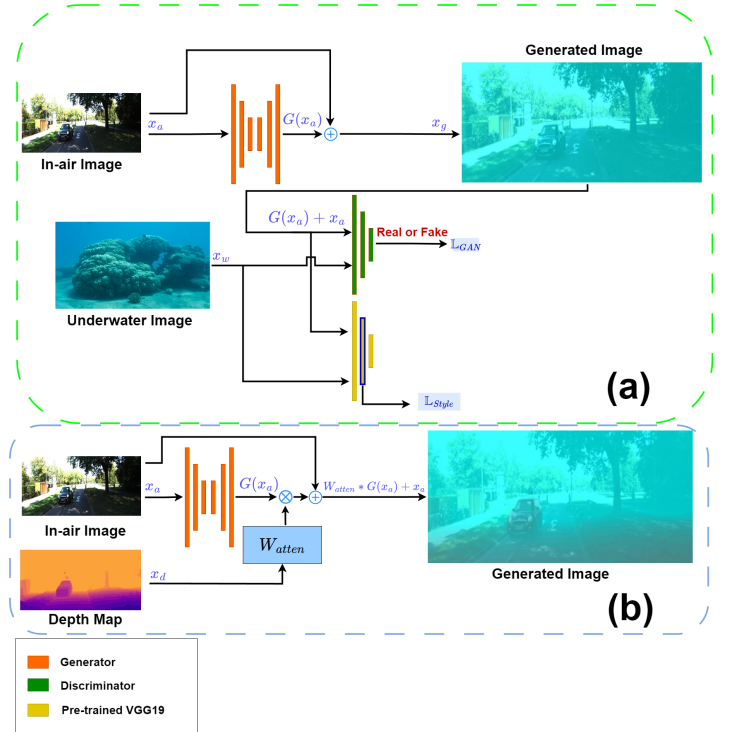 Generated Image
G(x_a)
x_a
x_g
In-air Image
G(x_a) + x_a
Real or Fake
𝕃_GAN
x_w
Underwater Image
𝕃_Style
(a)
x_a
G(x_a)
W_atten * G(x_a) + x_a
In-air Image
W_atten
x_d
Generated Image
Depth Map
(b)
Generator
Discriminator
Pre-trained VGG19